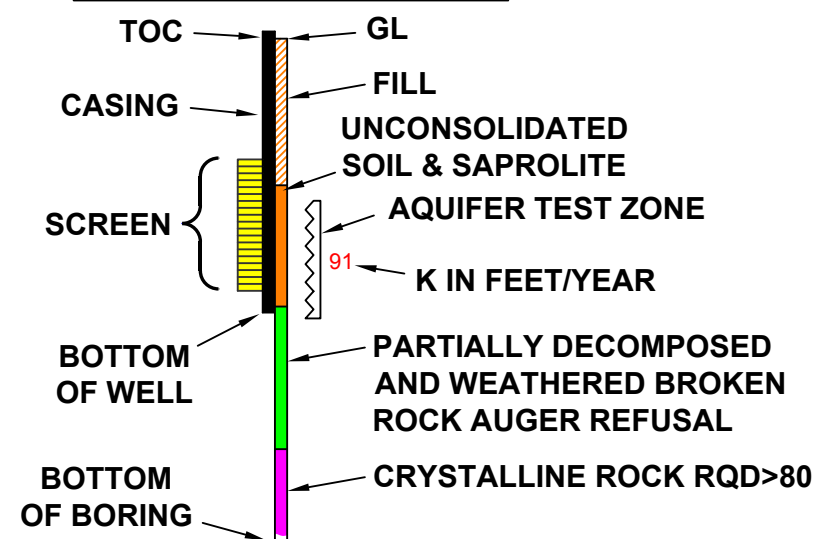 TOC
GL
FILL
CASING
UNCONSOLIDATED
SOIL & SAPROLITE
AQUIFER TEST ZONE
SCREEN
91
K IN FEET/YEAR
BOTTOM
OF WELL
PARTIALLY DECOMPOSED
AND WEATHERED BROKEN
ROCK AUGER REFUSAL
CRYSTALLINE ROCK RQD>80
BOTTOM
OF BORING